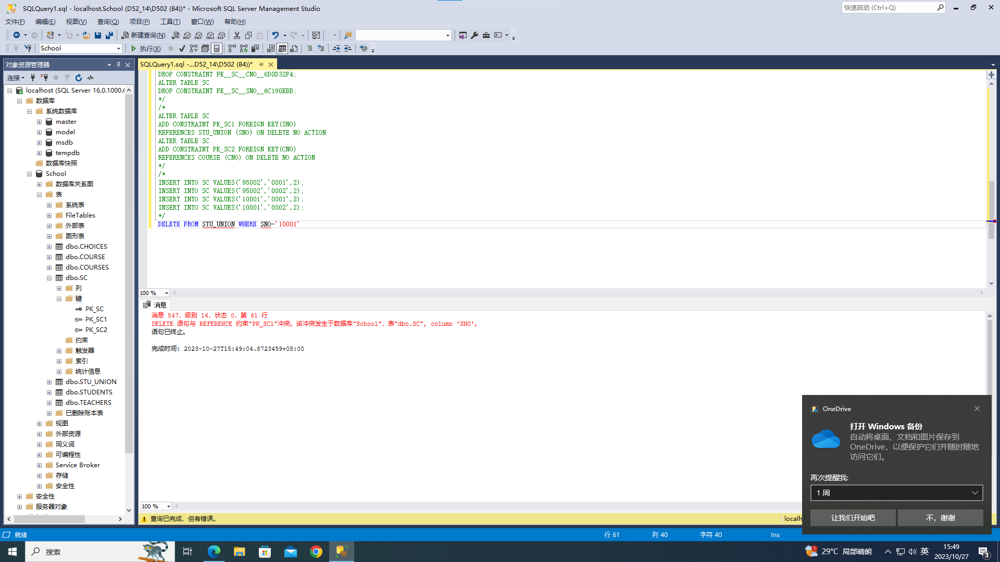 SQLQuery1.sql - localhost.School (D52_14\D502 (84))* - Microsoft SQL Server Management Studio
快速启动 (Ctrl+Q)
文件(F) 编辑(E) 视图(V) 查询(Q) 项目(P) 工具(T) 窗口(W) 帮助(H)
新建查询(N) MDX DMX XMLA DAX
School 执行(X)
对象资源管理器
SQLQuery1.sql -...D52_14\D502 (84))*
连接
localhost (SQL Server 16.0.1000.6
数据库
系统数据库
master
model
msdb
tempdb
数据库快照
School
数据库关系图
表
系统表
FileTables
外部表
图形表
dbo.CHOICES
dbo.COURSE
dbo.COURSES
dbo.SC
列
键
PK_SC
PK_SC1
PK_SC2
约束
触发器
索引
统计信息
dbo.STU_UNION
dbo.STUDENTS
dbo.TEACHERS
已删除账本表
视图
外部资源
同义词
可编程性
Service Broker
存储
安全性
安全性
服务器对象
DROP CONSTRAINT FK__SC__CNO__6D0D32F4;
ALTER TABLE SC
DROP CONSTRAINT FK__SC__SNO__6C190EBB;
*/
/*
ALTER TABLE SC
ADD CONSTRAINT PK_SC1 FOREIGN KEY(SNO)
REFERENCES STU_UNION (SNO) ON DELETE NO ACTION
ALTER TABLE SC
ADD CONSTRAINT PK_SC2 FOREIGN KEY(CNO)
REFERENCES COURSE (CNO) ON DELETE NO ACTION
*/
/*
INSERT INTO SC VALUES('95002','0001',2);
INSERT INTO SC VALUES('95002','0002',2);
INSERT INTO SC VALUES('10001','0001',2);
INSERT INTO SC VALUES('10001','0002',2);
*/
DELETE FROM STU_UNION WHERE SNO='10001'
100 %
消息
消息 547，级别 16，状态 0，第 61 行
DELETE 语句与 REFERENCE 约束"PK_SC1"冲突。该冲突发生于数据库"School"，表"dbo.SC", column 'SNO'。
语句已终止。
完成时间: 2023-10-27T15:49:04.8723459+08:00
100 %
查询已完成，但有错误。
localh
OneDrive
打开 Windows 备份
自动将桌面、文档和图片保存到
OneDrive，以便保护它们并随时随地
访问它们。
再次提醒我:
1 周
让我们开始吧
不，谢谢
就绪
行 61
列 40
字符 40
Ins
搜索
1
29°C 局部晴朗
英
15:49
2023/10/27
3